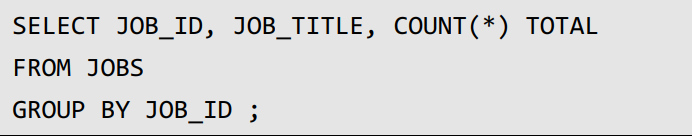 SELECT JOB_ID, JOB_TITLE, COUNT(*) TOTAL
FROM JOBS
GROUP BY JOB_ID ;